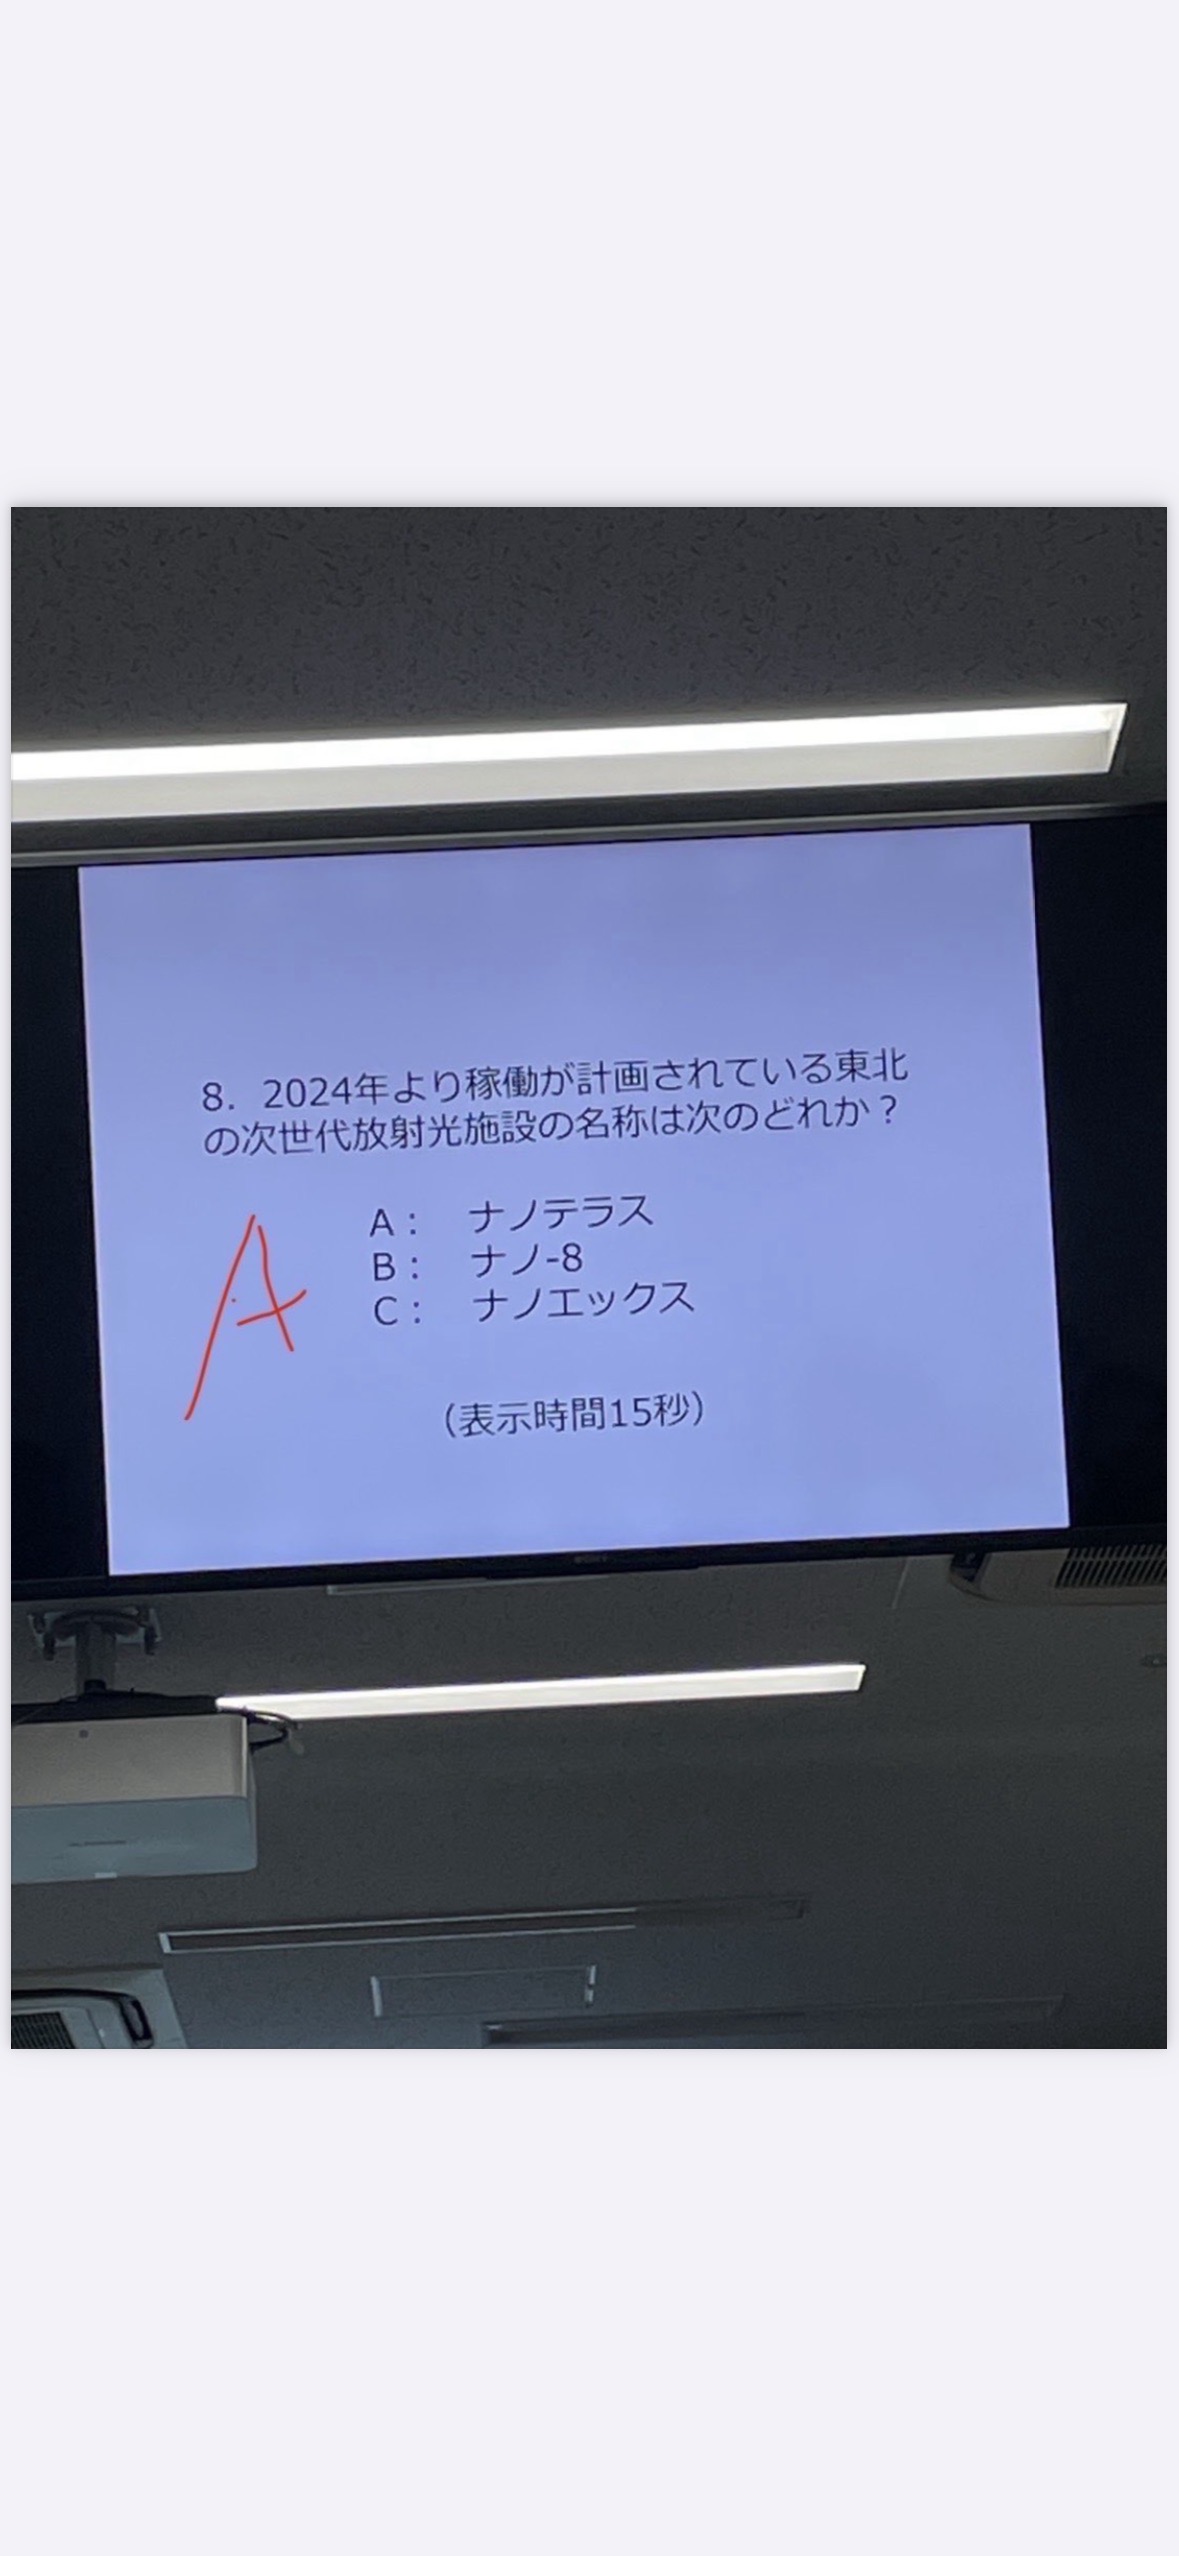 8．2024年より稼働が計画されている東北
の次世代放射光施設の名称は次のどれか？
A： ナノテラス
B： ナノ-8
C： ナノエックス
A
（表示時間15秒）